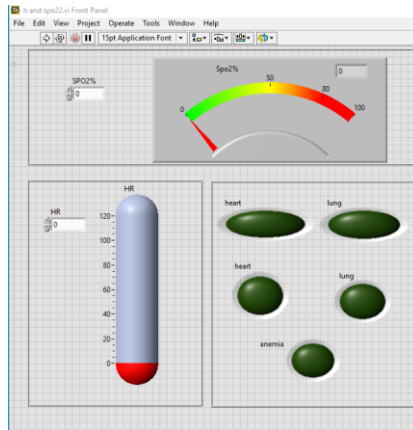 h and spo22.vi Front Panel
File Edit View Project Operate Tools Window Help
15pt Application Font
SPO2%
0
Spo2%
0
0
50
80
100
HR
HR
0
120-
100-
80-
60-
40-
20-
0-
heart
lung
heart
lung
anemia